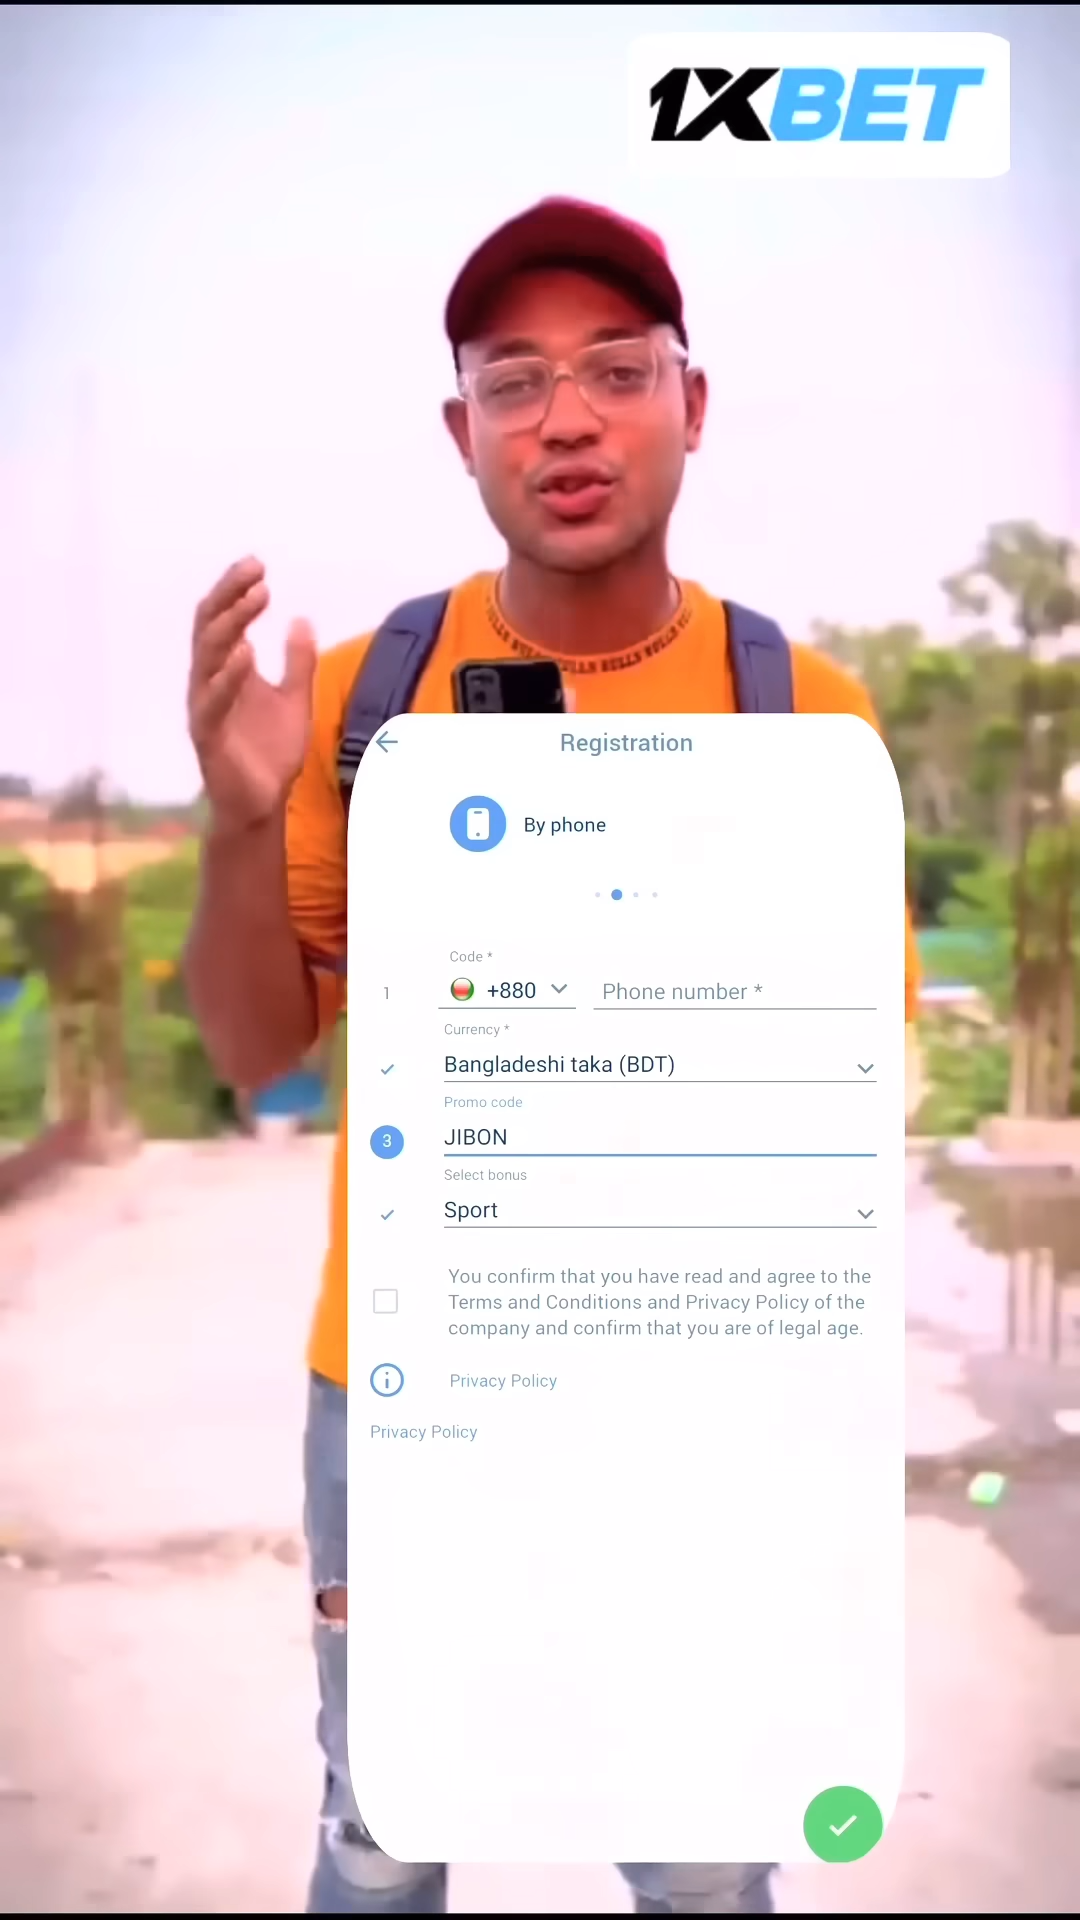 1XBET
BULLS BULLS
Registration
By phone
Code *
1
+880
Phone number *
Currency *
Bangladeshi taka (BDT)
Promo code
3
JIBON
Select bonus
Sport
You confirm that you have read and agree to the
Terms and Conditions and Privacy Policy of the
company and confirm that you are of legal age.
Privacy Policy
Privacy Policy